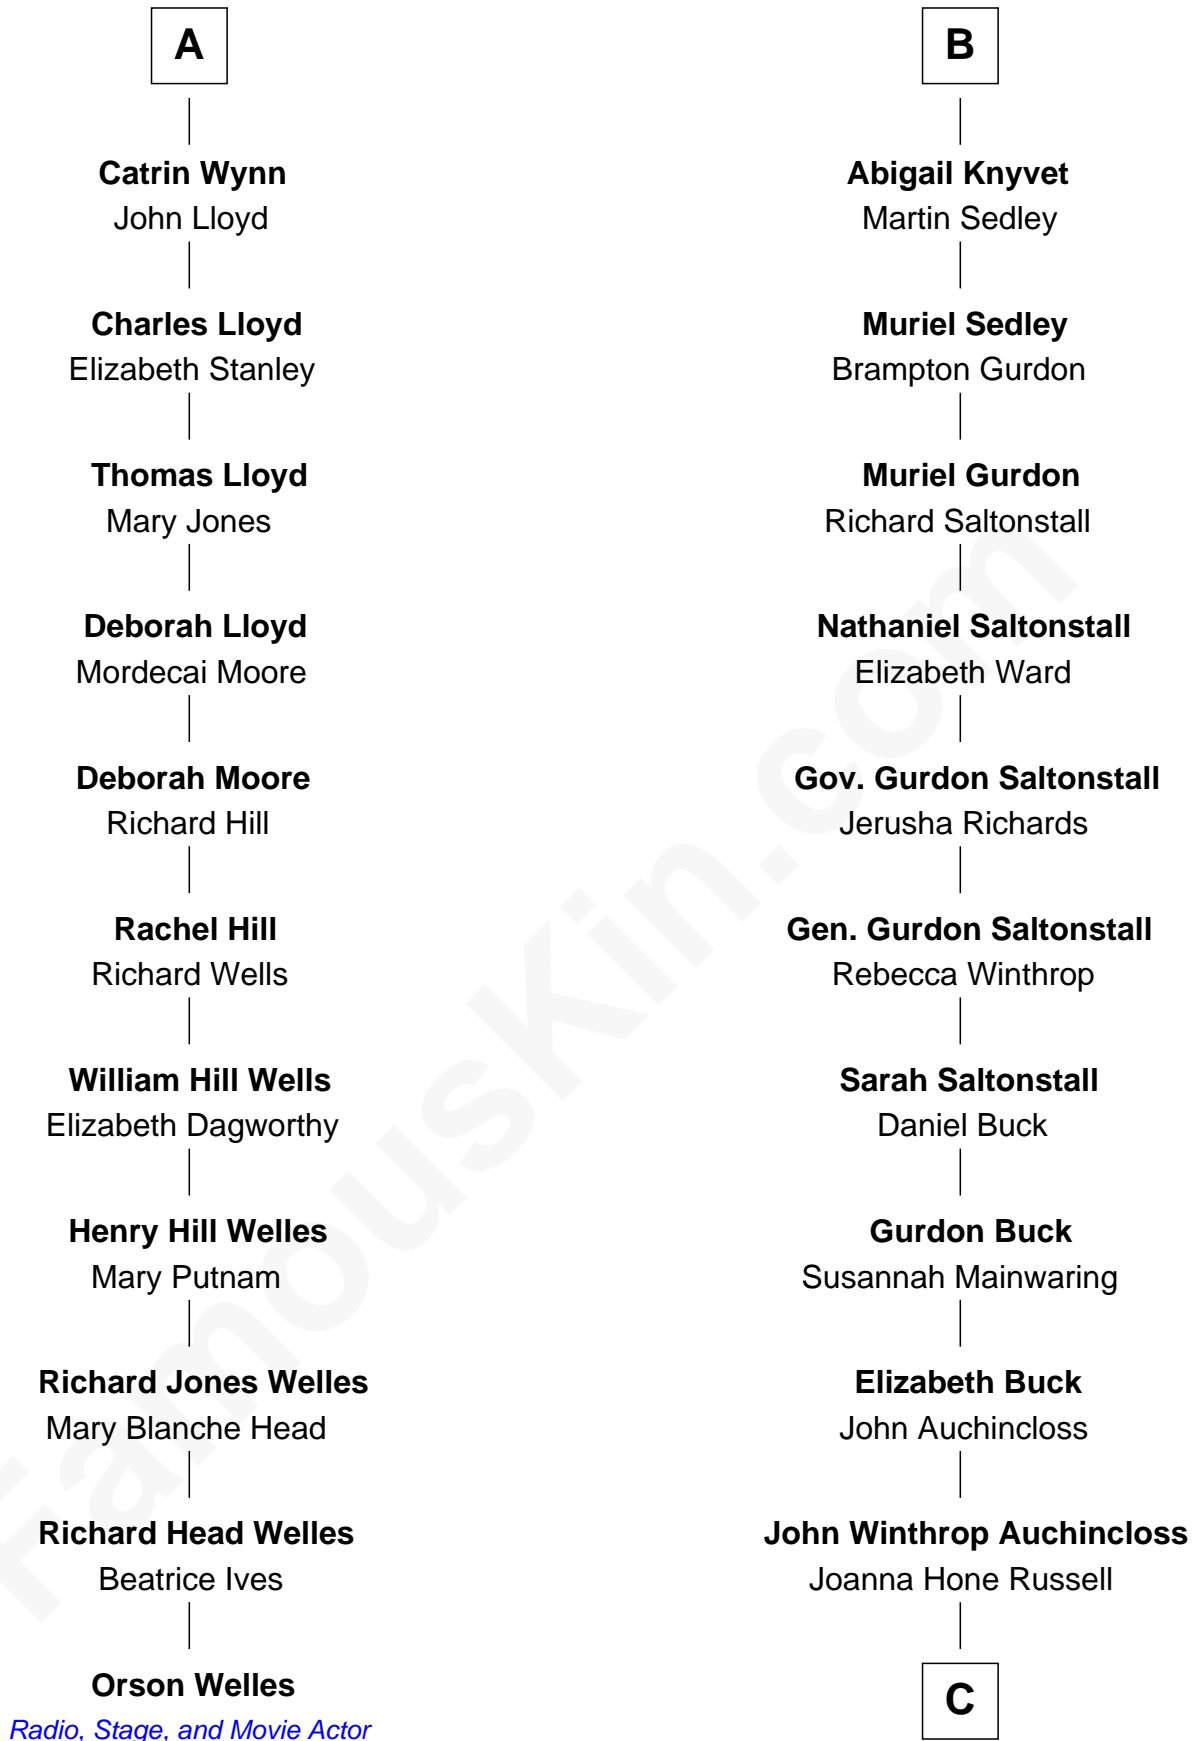 A
Catrin Wynn
John Lloyd
Charles Lloyd
Elizabeth Stanley
Thomas Lloyd
Mary Jones
Deborah Lloyd
Mordecai Moore
Deborah Moore
Richard Hill
Rachel Hill
Richard Wells
William Hill Wells
Elizabeth Dagworthy
Henry Hill Welles
Mary Putnam
Richard Jones Welles
Mary Blanche Head
Richard Head Welles
Beatrice Ives
Orson Welles
Radio, Stage, and Movie Actor
B
Abigail Knyvet
Martin Sedley
Muriel Sedley
Brampton Gurdon
Muriel Gurdon
Richard Saltonstall
Nathaniel Saltonstall
Elizabeth Ward
Gov. Gurdon Saltonstall
Jerusha Richards
Gen. Gurdon Saltonstall
Rebecca Winthrop
Sarah Saltonstall
Daniel Buck
Gurdon Buck
Susannah Mainwaring
Elizabeth Buck
John Auchincloss
John Winthrop Auchincloss
Joanna Hone Russell
C
FamousKin.com